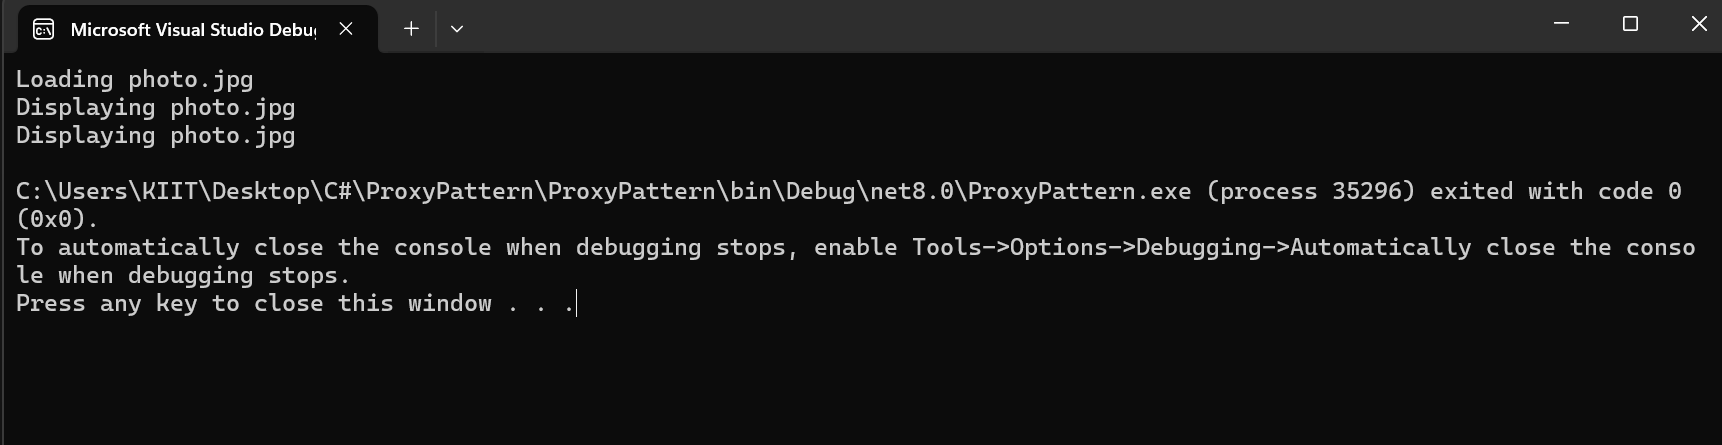 Microsoft Visual Studio Debug
Loading photo.jpg
Displaying photo.jpg
Displaying photo.jpg
C:\Users\KIIT\Desktop\C#\ProxyPattern\ProxyPattern\bin\Debug\net8.0\ProxyPattern.exe (process 35296) exited with code 0
(0x0).
To automatically close the console when debugging stops, enable Tools->Options->Debugging->Automatically close the conso
le when debugging stops.
Press any key to close this window . . .